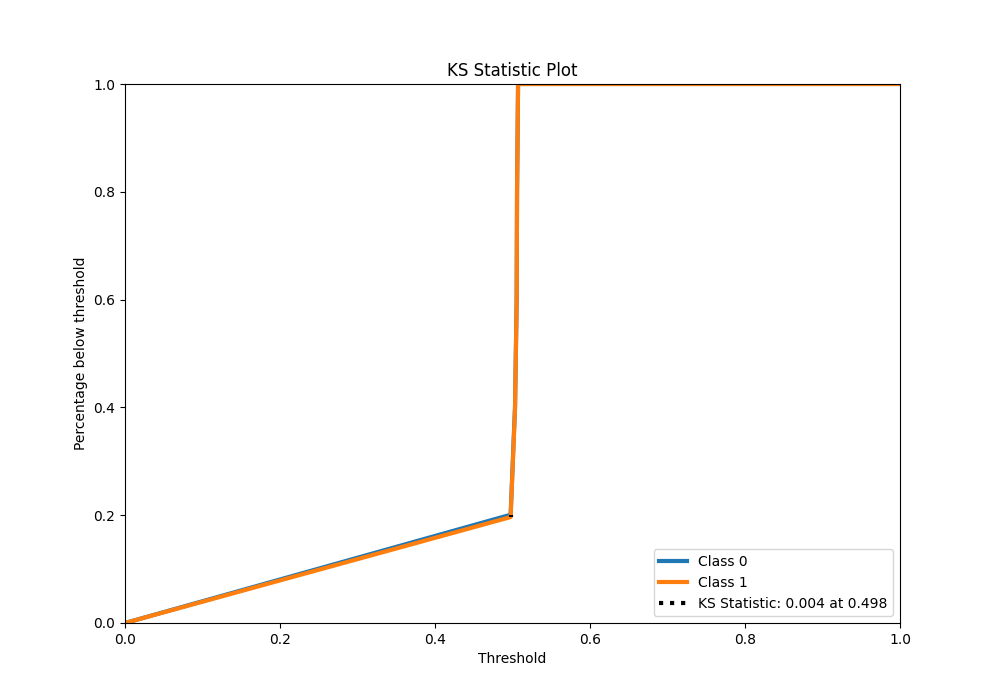 KS Statistic Plot
1.0
0.8
0.6
0.4
0.2
0.0
Percentage below threshold
0.0 0.2 0.4 0.6 0.8 1.0
Threshold
Class 0
Class 1
KS Statistic: 0.004 at 0.498